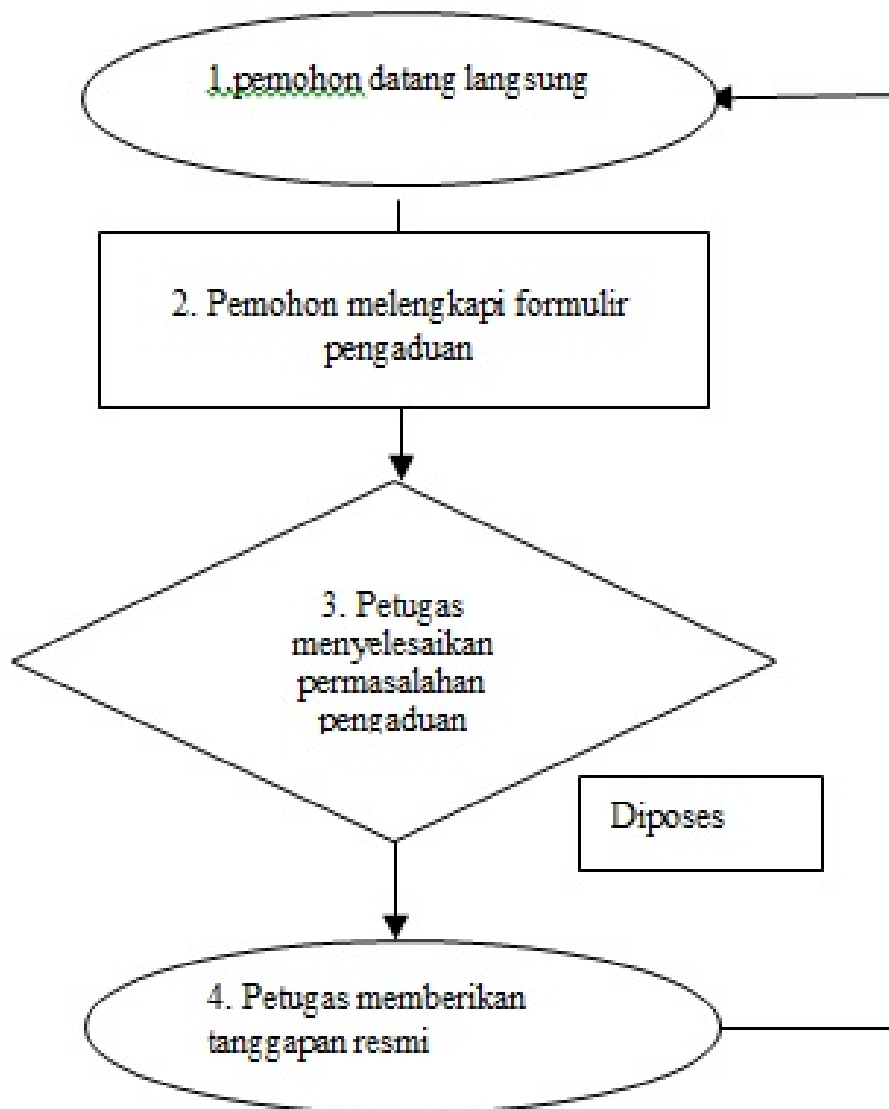 1.pemohon datang langsung
2. Pemohon melengkapi formulir
pengaduan
3. Petugas
menyelesaikan
permasalahan
pengaduan
Diposes
4. Petugas memberikan
tanggapan resmi